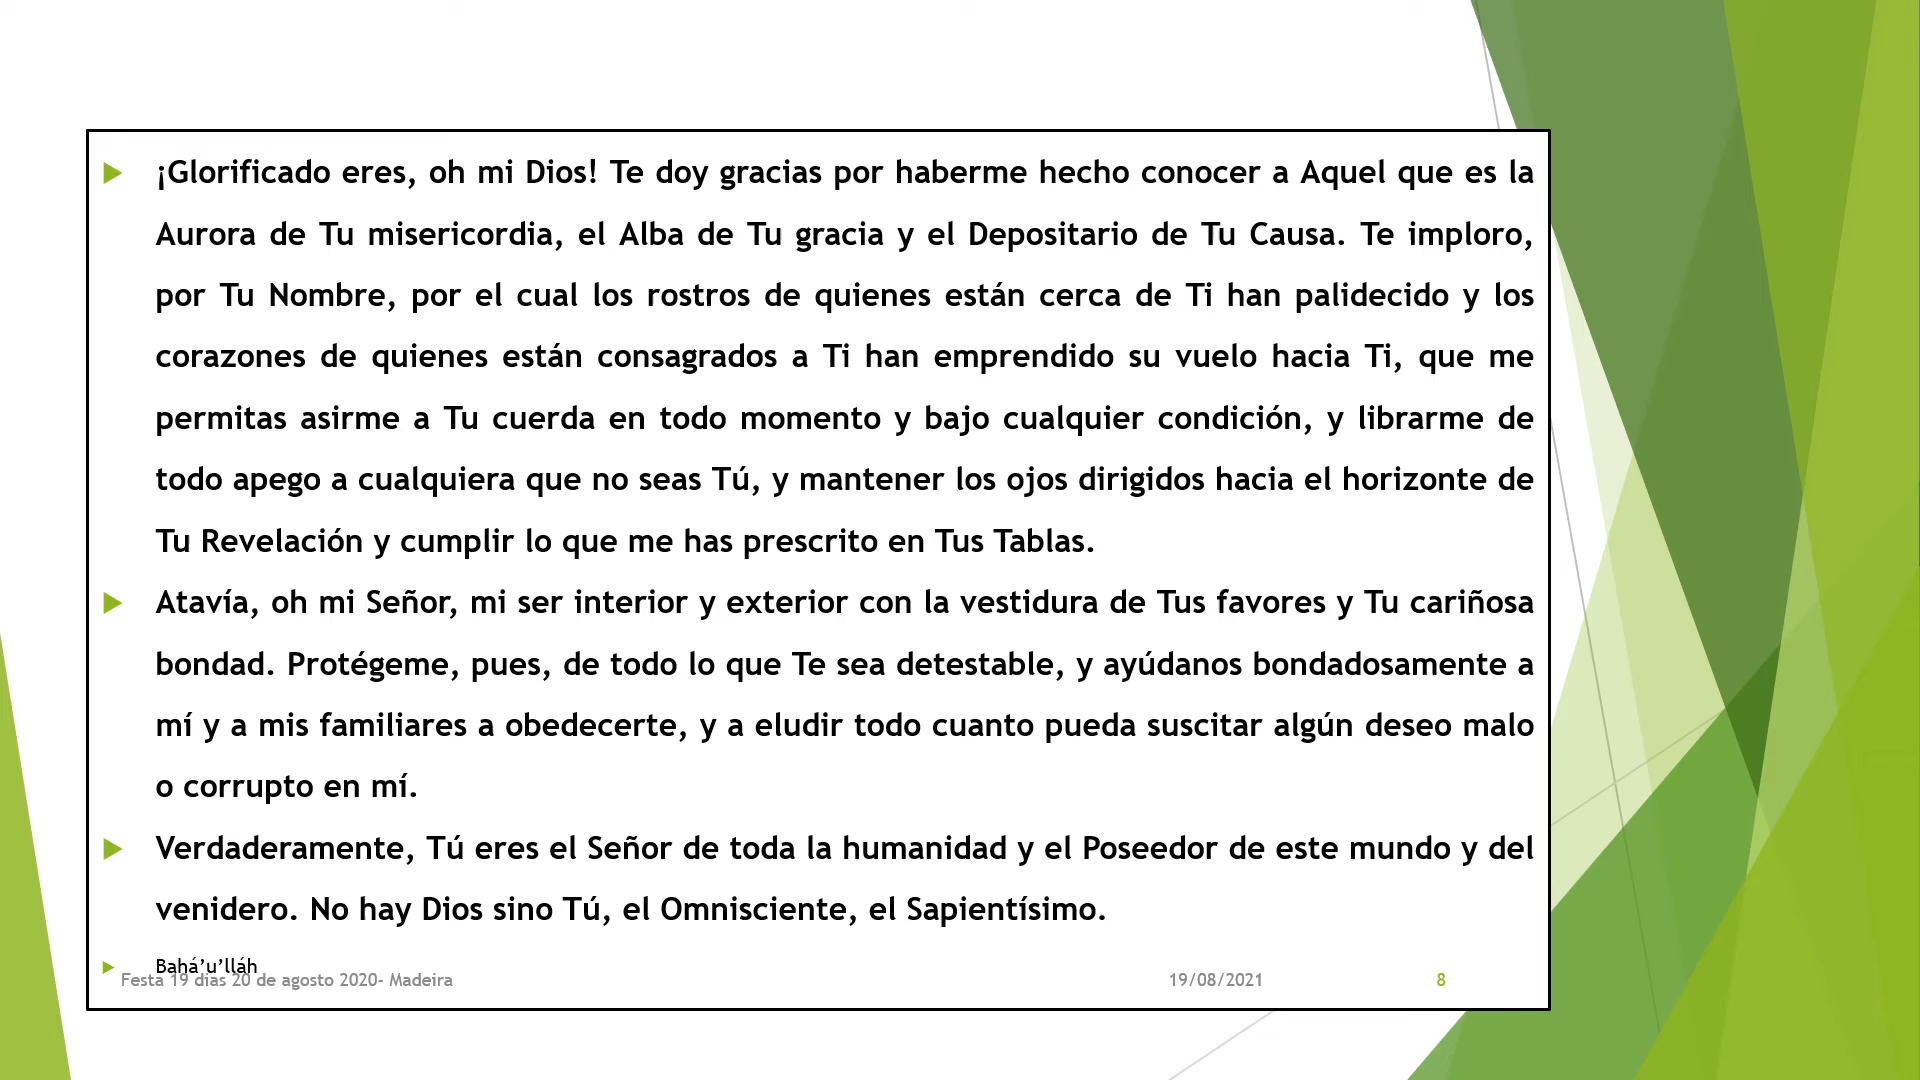 ¡Glorificado eres, oh mi Dios! Te doy gracias por haberme hecho conocer a Aquel que es la
Aurora de Tu misericordia, el Alba de Tu gracia y el Depositario de Tu Causa. Te imploro,
por Tu Nombre, por el cual los rostros de quienes están cerca de Ti han palidecido y los
corazones de quienes están consagrados a Ti han emprendido su vuelo hacia Ti, que me
permitas asirme a Tu cuerda en todo momento y bajo cualquier condición, y librarme de
todo apego a cualquiera que no seas Tú, y mantener los ojos dirigidos hacia el horizonte de
Tu Revelación y cumplir lo que me has prescrito en Tus Tablas.
Atavía, oh mi Señor, mi ser interior y exterior con la vestidura de Tus favores y Tu cariñosa
bondad. Protégeme, pues, de todo lo que Te sea detestable, y ayúdanos bondadosamente a
mí y a mis familiares a obedecerte, y a eludir todo cuanto pueda suscitar algún deseo malo
o corrupto en mí.
Verdaderamente, Tú eres el Señor de toda la humanidad y el Poseedor de este mundo y del
venidero. No hay Dios sino Tú, el Omnisciente, el Sapientísimo.
Bahá’u’lláh
Festa 19 dias 20 de agosto 2020- Madeira 19/08/2021 8